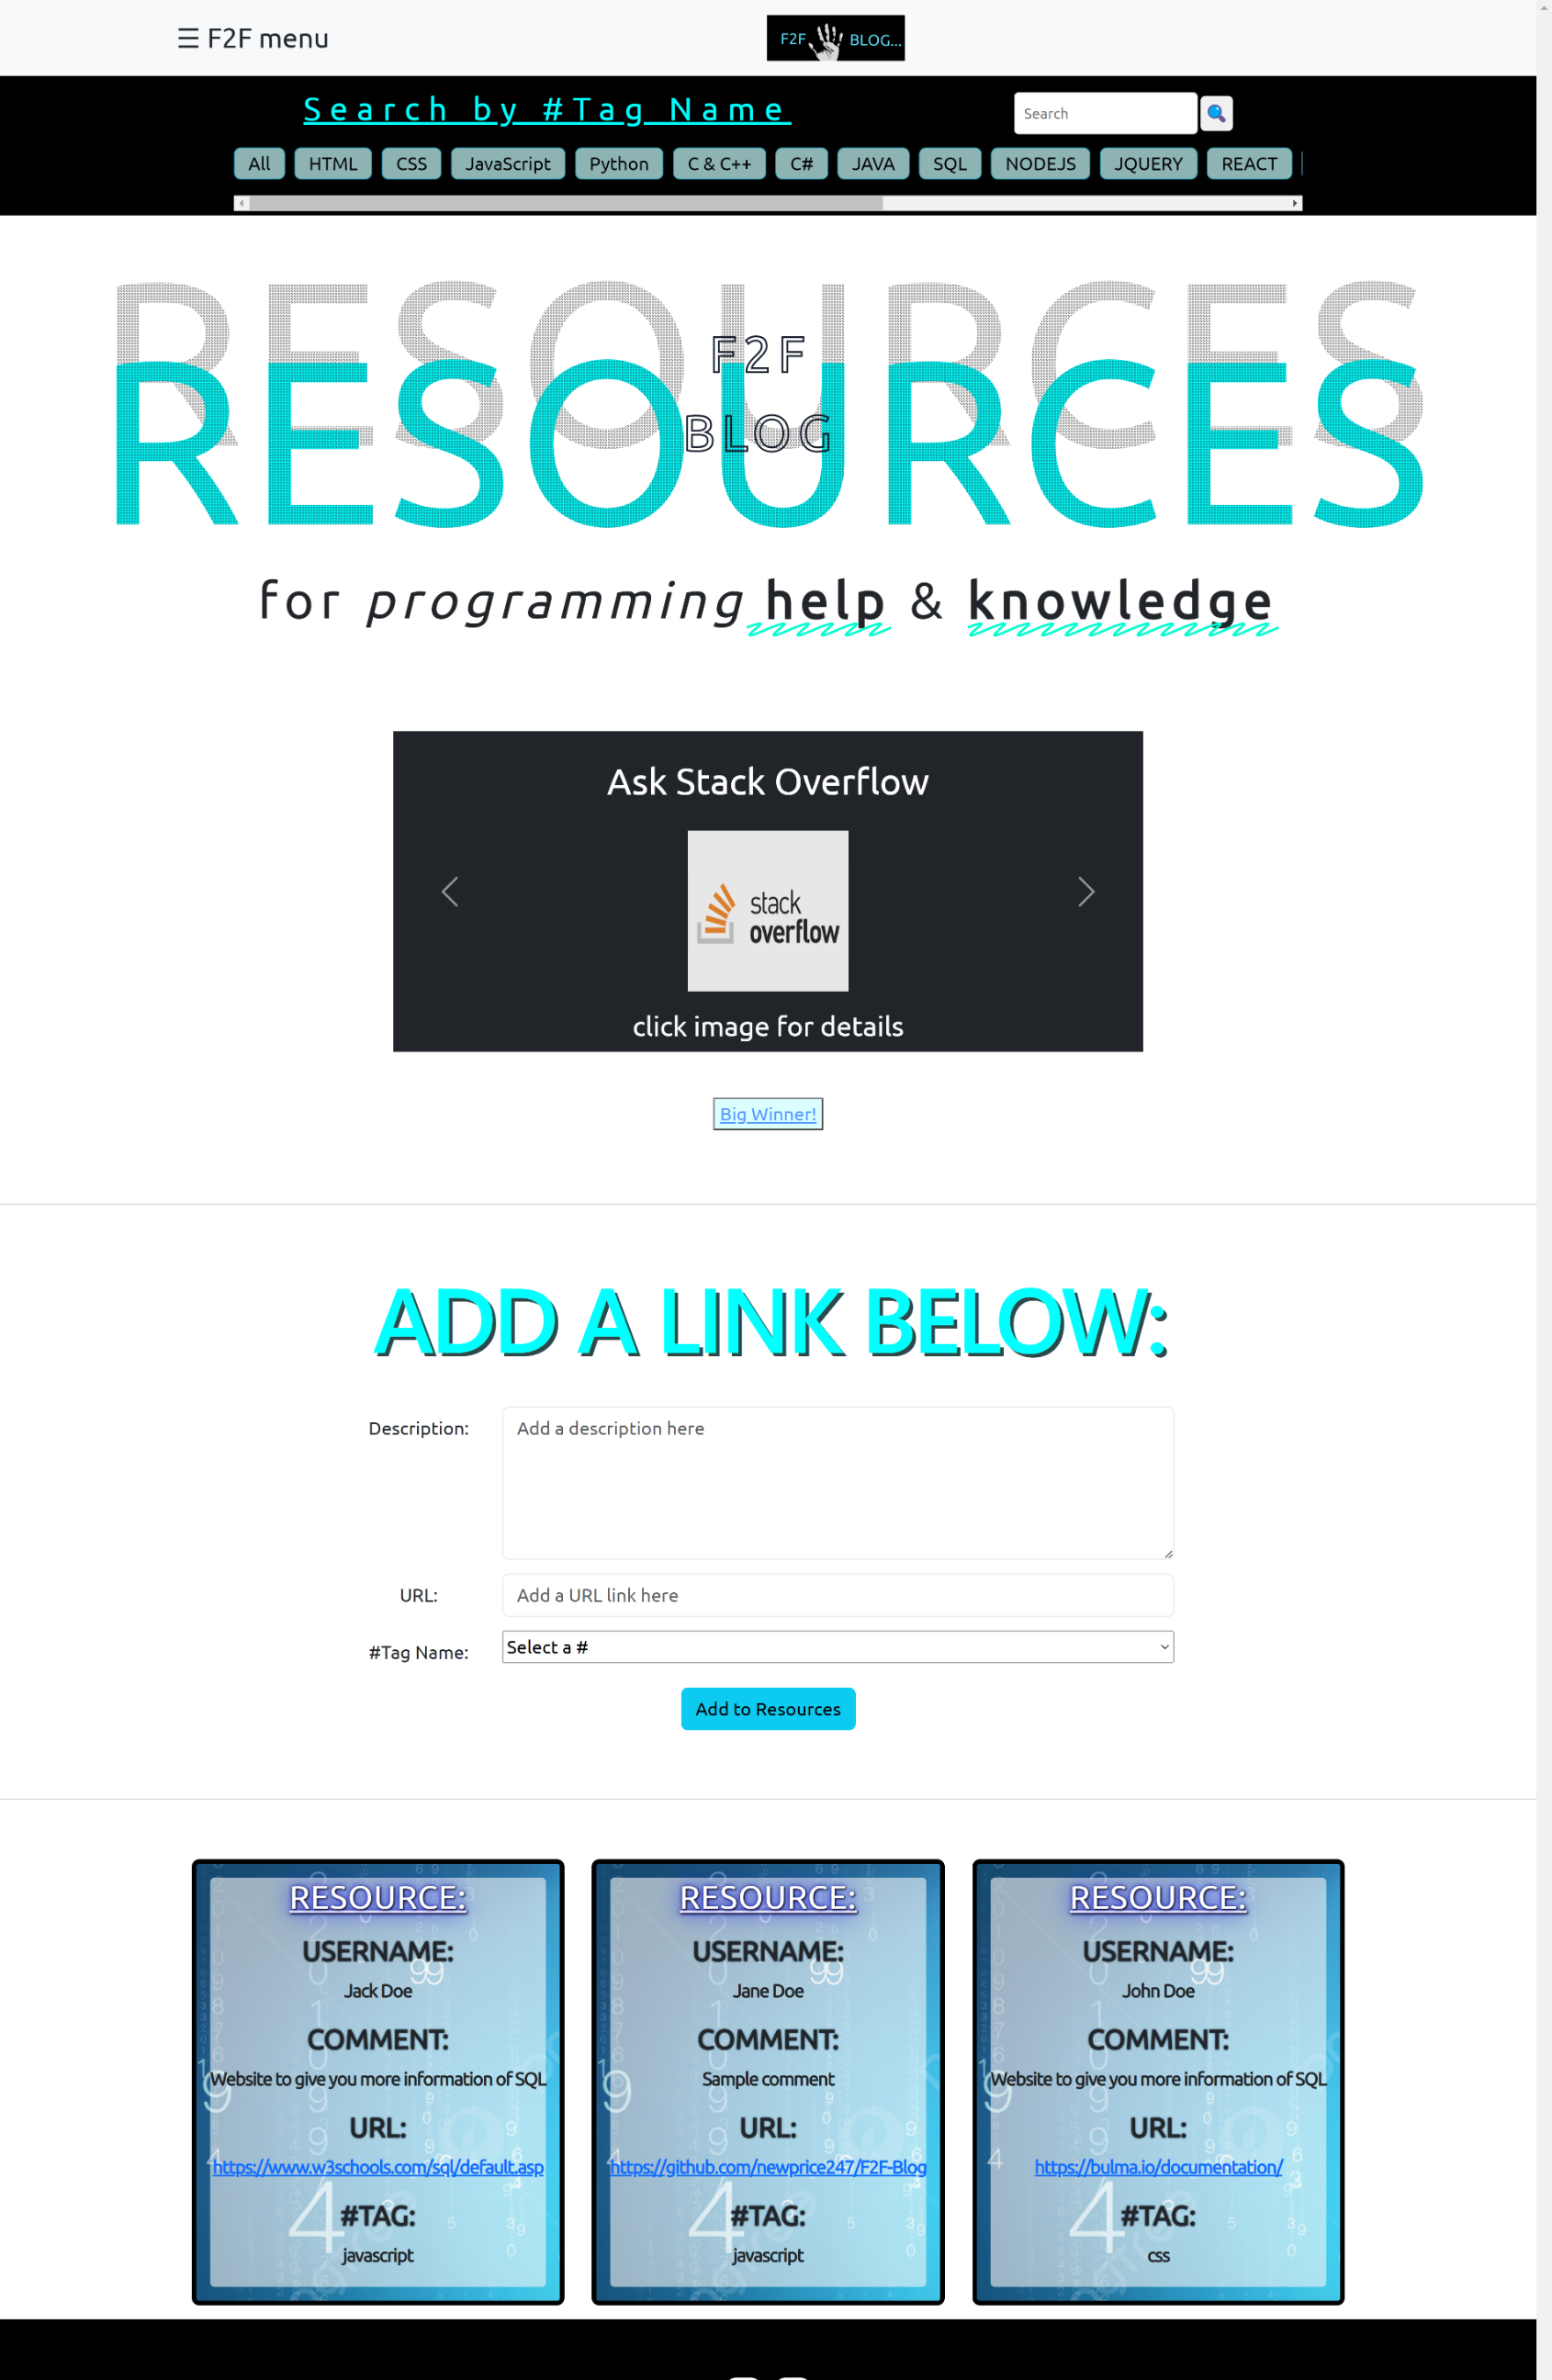 ☰ F2F menu
F2F BLOG...
Search by #Tag Name
Search
All HTML CSS JavaScript Python C & C++ C# JAVA SQL NODEJS JQUERY REACT
RESOURCES
F2F
BLOG
RESOURCES
for programming help & knowledge
Ask Stack Overflow
stack
overflow
click image for details
Big Winner!
ADD A LINK BELOW:
Description:
Add a description here
URL:
Add a URL link here
#Tag Name:
Select a #
Add to Resources
RESOURCE:
USERNAME:
Jack Doe
COMMENT:
Website to give you more information of SQL
URL:
https://www.w3schools.com/sql/default.asp
#TAG:
javascript
RESOURCE:
USERNAME:
Jane Doe
COMMENT:
Sample comment
URL:
https://github.com/newprice247/F2F-Blog
#TAG:
javascript
RESOURCE:
USERNAME:
John Doe
COMMENT:
Website to give you more information of SQL
URL:
https://bulma.io/documentation/
#TAG:
css